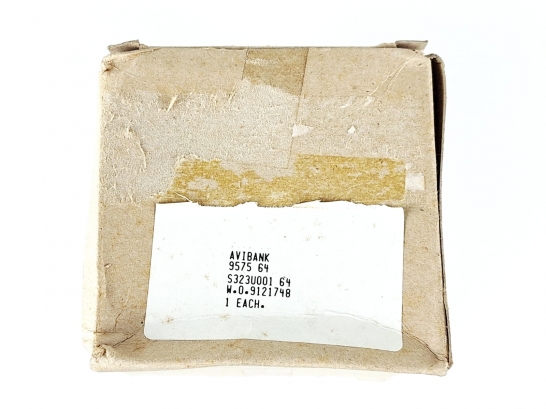 AVIBANK
9575 64
S323U001 64
W.O.9121748
1 EACH.